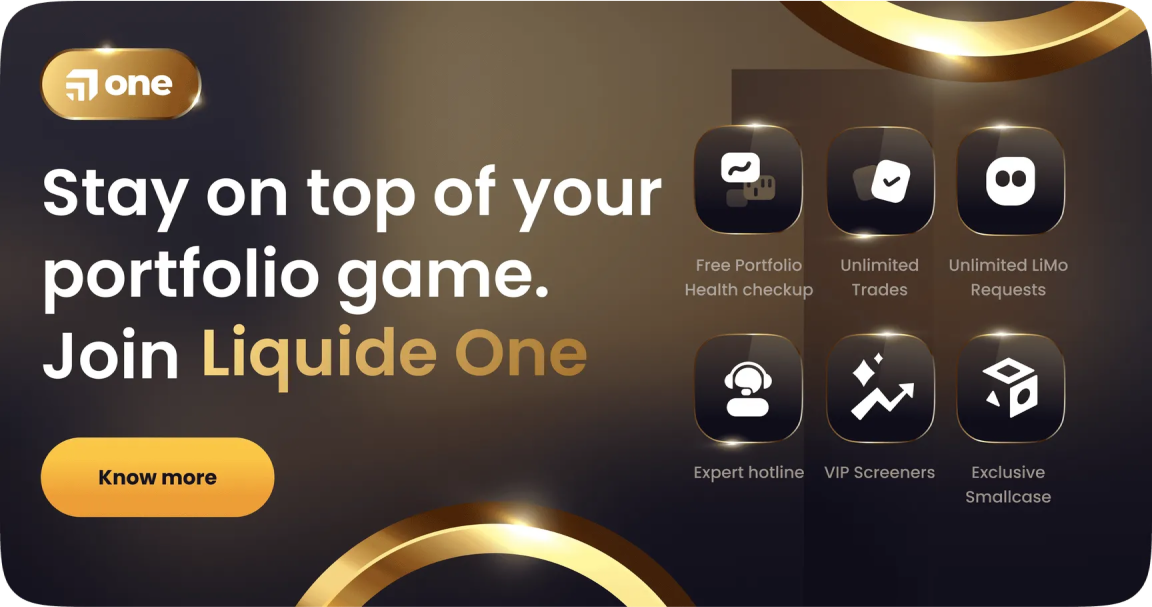 one
Stay on top of your
portfolio game.
Join Liquide One
Know more
Free Portfolio
Health checkup
Unlimited
Trades
Unlimited LiMo
Requests
Expert hotline
VIP Screeners
Exclusive
Smallcase